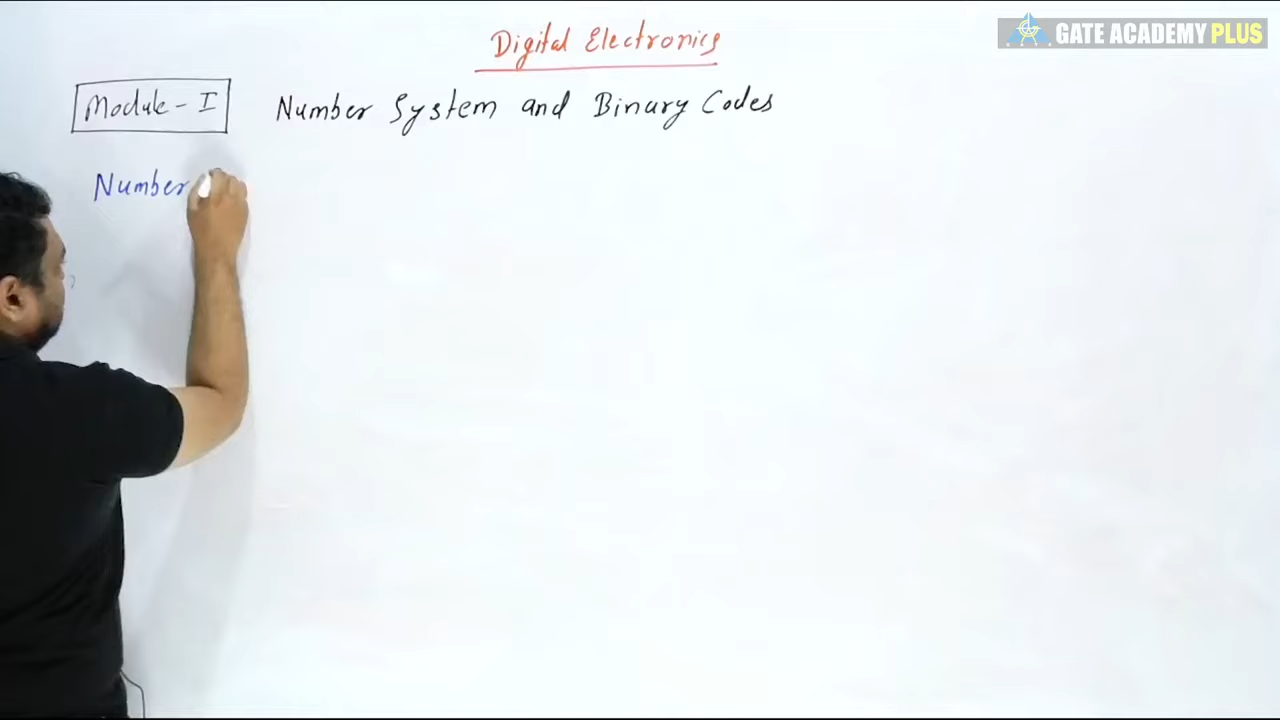 Digital Electronics
GATE ACADEMY PLUS
Module - I Number System and Binary Codes
Number